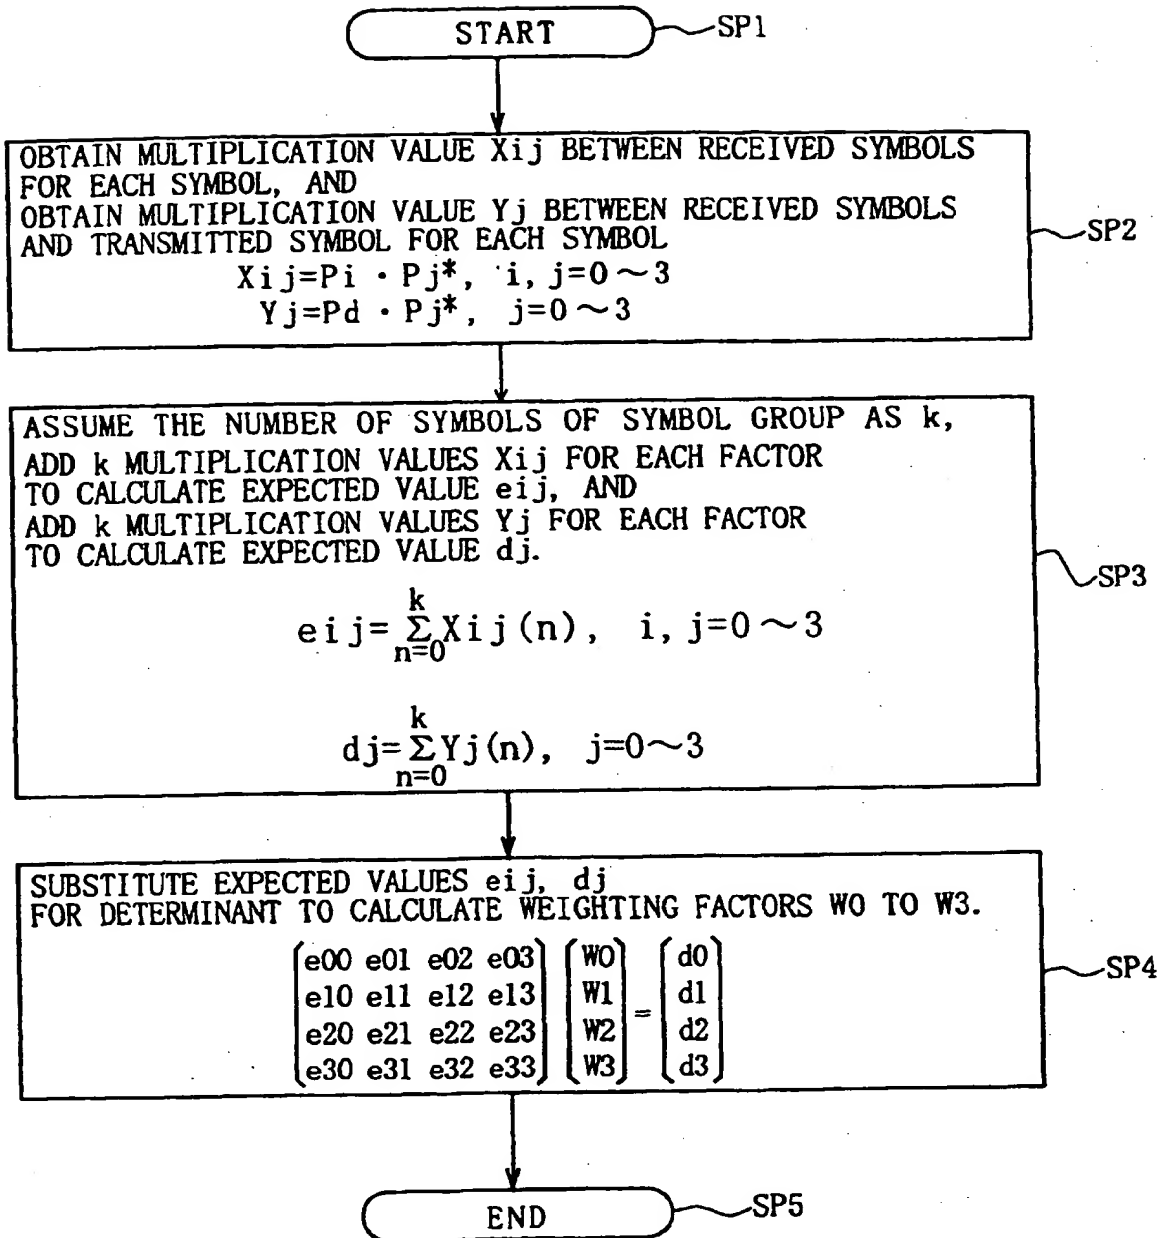 START
SP1
OBTAIN MULTIPLICATION VALUE Xij BETWEEN RECEIVED SYMBOLS
FOR EACH SYMBOL, AND
OBTAIN MULTIPLICATION VALUE Yj BETWEEN RECEIVED SYMBOLS
AND TRANSMITTED SYMBOL FOR EACH SYMBOL
Xij=Pi · Pj*, i, j=0～3
Yj=Pd · Pj*, j=0～3
SP2
ASSUME THE NUMBER OF SYMBOLS OF SYMBOL GROUP AS k,
ADD k MULTIPLICATION VALUES Xij FOR EACH FACTOR
TO CALCULATE EXPECTED VALUE eij, AND
ADD k MULTIPLICATION VALUES Yj FOR EACH FACTOR
TO CALCULATE EXPECTED VALUE dj.
k
eij=ΣXij(n), i, j=0～3
n=0
k
dj=ΣYj(n), j=0～3
n=0
SP3
SUBSTITUTE EXPECTED VALUES eij, dj
FOR DETERMINANT TO CALCULATE WEIGHTING FACTORS W0 TO W3.
e00 e01 e02 e03 W0 d0
e10 e11 e12 e13 W1 d1
e20 e21 e22 e23 W2 = d2
e30 e31 e32 e33 W3 d3
SP4
END
SP5